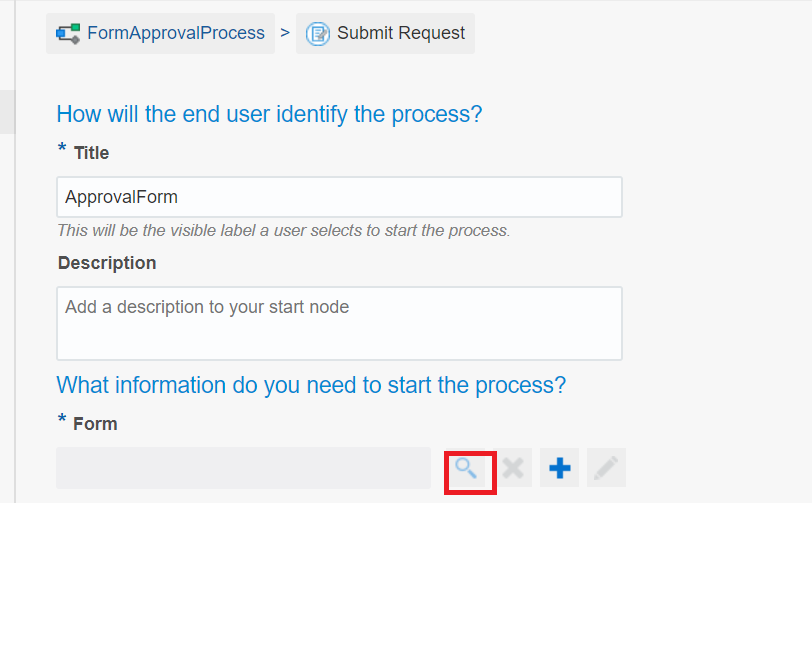 FormApprovalProcess > Submit Request
How will the end user identify the process?
* Title
ApprovalForm
This will be the visible label a user selects to start the process.
Description
Add a description to your start node
What information do you need to start the process?
* Form